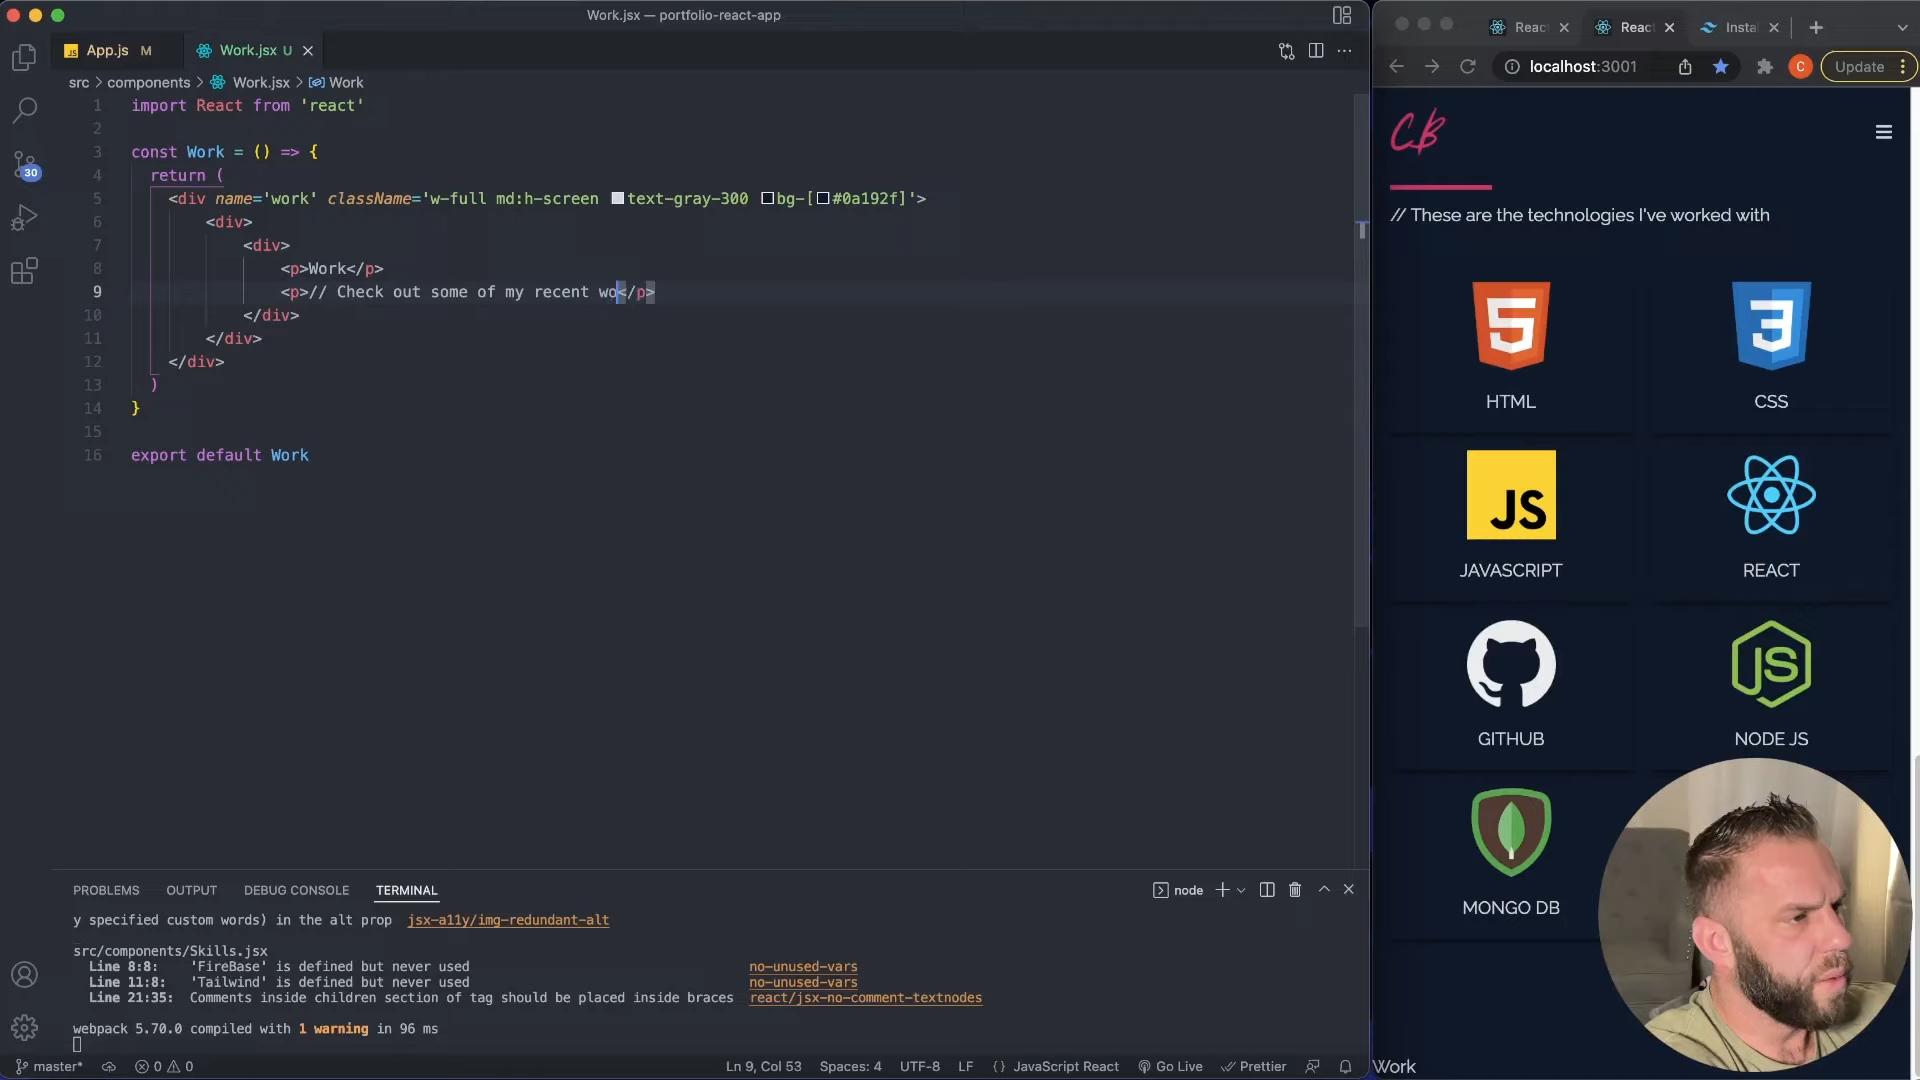 Work.jsx — portfolio-react-app
App.js M
Work.jsx U
src > components > Work.jsx > Work
1 import React from 'react'
2
3 const Work = () => {
4 return (
5 <div name='work' className='w-full md:h-screen text-gray-300 bg-[#0a192f]'>
6 <div>
7 <div>
8 <p>Work</p>
9 <p>// Check out some of my recent wo</p>
10 </div>
11 </div>
12 </div>
13 )
14 }
15
16 export default Work
30
PROBLEMS OUTPUT DEBUG CONSOLE TERMINAL
node
y specified custom words) in the alt prop jsx-a11y/img-redundant-alt
src/components/Skills.jsx
Line 8:8: 'FireBase' is defined but never used no-unused-vars
Line 11:8: 'Tailwind' is defined but never used no-unused-vars
Line 21:35: Comments inside children section of tag should be placed inside braces react/jsx-no-comment-textnodes
webpack 5.70.0 compiled with 1 warning in 96 ms
master* 0 0 Ln 9, Col 53 Spaces: 4 UTF-8 LF {} JavaScript React Go Live Prettier
React React Instal
localhost:3001 C Update
CB
// These are the technologies I've worked with
5 3
HTML CSS
JS
JAVASCRIPT REACT
JS
GITHUB NODE JS
MONGO DB
Work